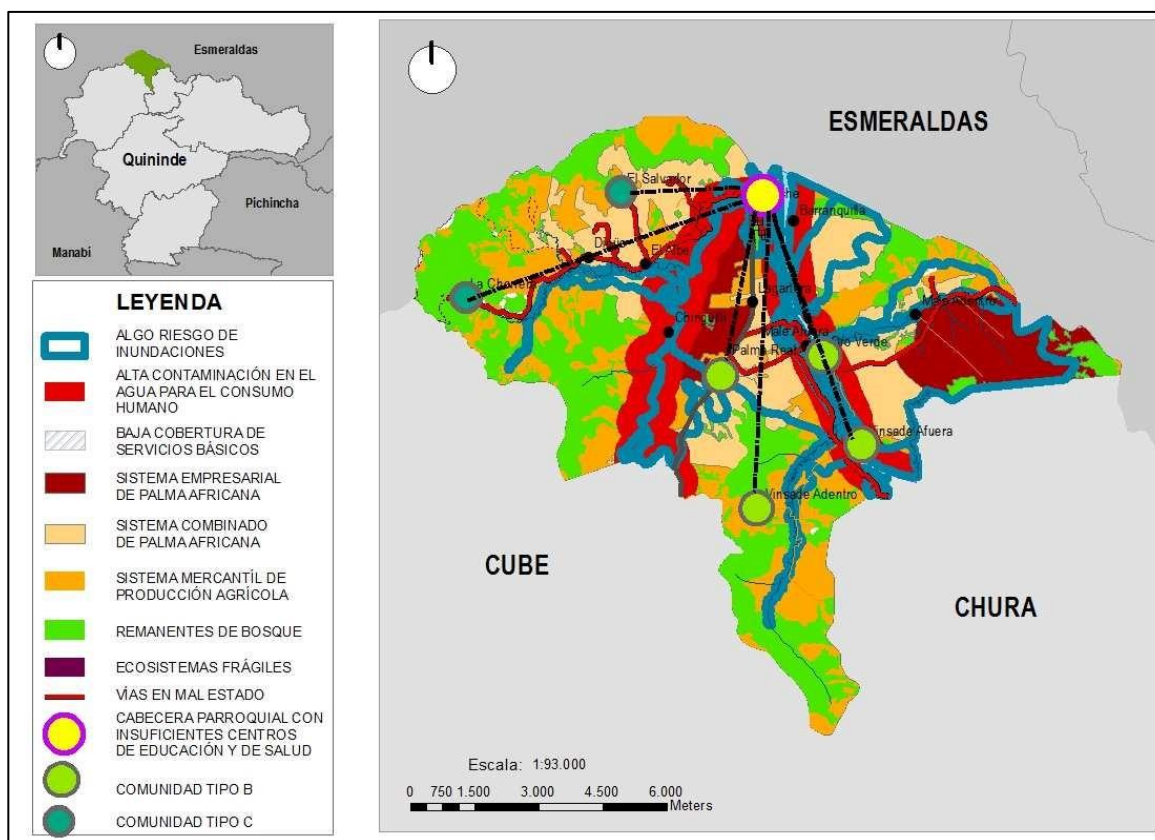 Esmeraldas
Quininde
Pichincha
Manabi
LEYENDA
ALGO RIESGO DE
INUNDACIONES
ALTA CONTAMINACIÓN EN EL
AGUA PARA EL CONSUMO
HUMANO
BAJA COBERTURA DE
SERVICIOS BÁSICOS
SISTEMA EMPRESARIAL
DE PALMA AFRICANA
SISTEMA COMBINADO
DE PALMA AFRICANA
SISTEMA MERCANTÍL DE
PRODUCCIÓN AGRÍCOLA
REMANENTES DE BOSQUE
ECOSISTEMAS FRÁGILES
VÍAS EN MAL ESTADO
CABECERA PARROQUIAL CON
INSUFICIENTES CENTROS
DE EDUCACIÓN Y DE SALUD
COMUNIDAD TIPO B
COMUNIDAD TIPO C
ESMERALDAS
El Salvador
Barranquilla
Lagartera
Male Adentro
Male Afuera
Palma Real
Vinsade Adentro
CUBE
CHURA
Escala: 1:93.000
0 750 1.500 3.000 4.500 6.000
Meters